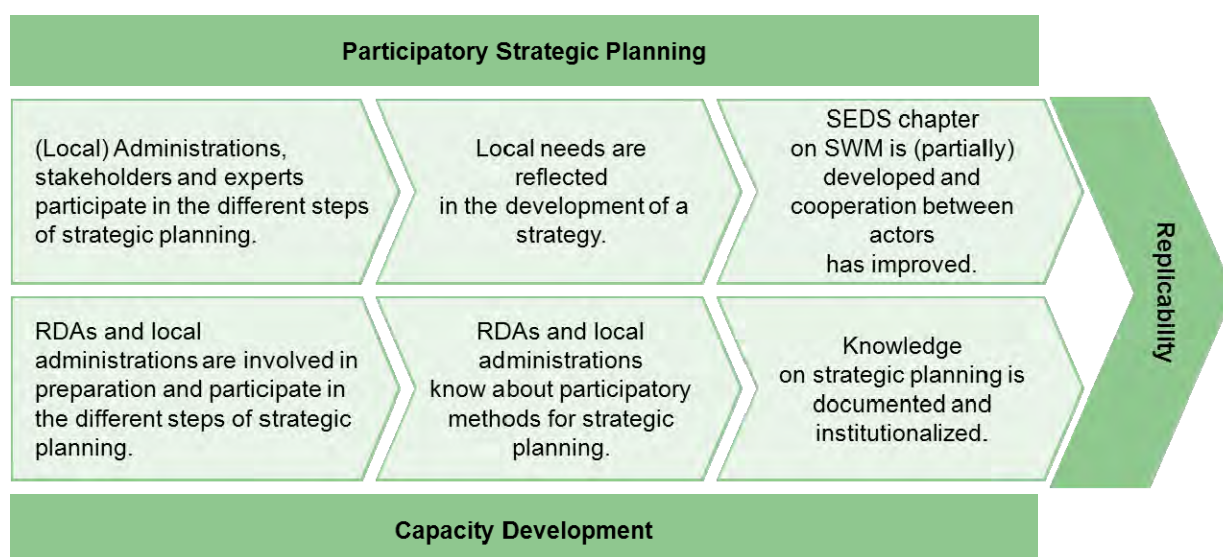 Participatory Strategic Planning
(Local) Administrations,
stakeholders and experts
participate in the different steps
of strategic planning.
Local needs are
reflected
in the development of a
strategy.
SEDS chapter
on SWM is (partially)
developed and
cooperation between
actors
has improved.
RDAs and local
administrations are involved in
preparation and participate in
the different steps of strategic
planning.
RDAs and local
administrations
know about participatory
methods for strategic
planning.
Knowledge
on strategic planning is
documented and
institutionalized.
Replicability
Capacity Development